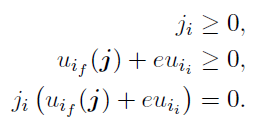 j_i ≥ 0,
u_{i_f}(𝒋) + eu_{i_i} ≥ 0,
j_i (u_{i_f}(𝒋) + eu_{i_i}) = 0.